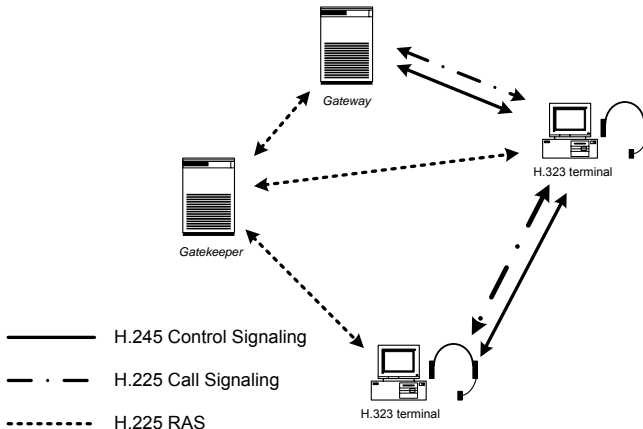 Gateway
H.323 terminal
Gatekeeper
H.245 Control Signaling
H.225 Call Signaling
H.323 terminal
H.225 RAS